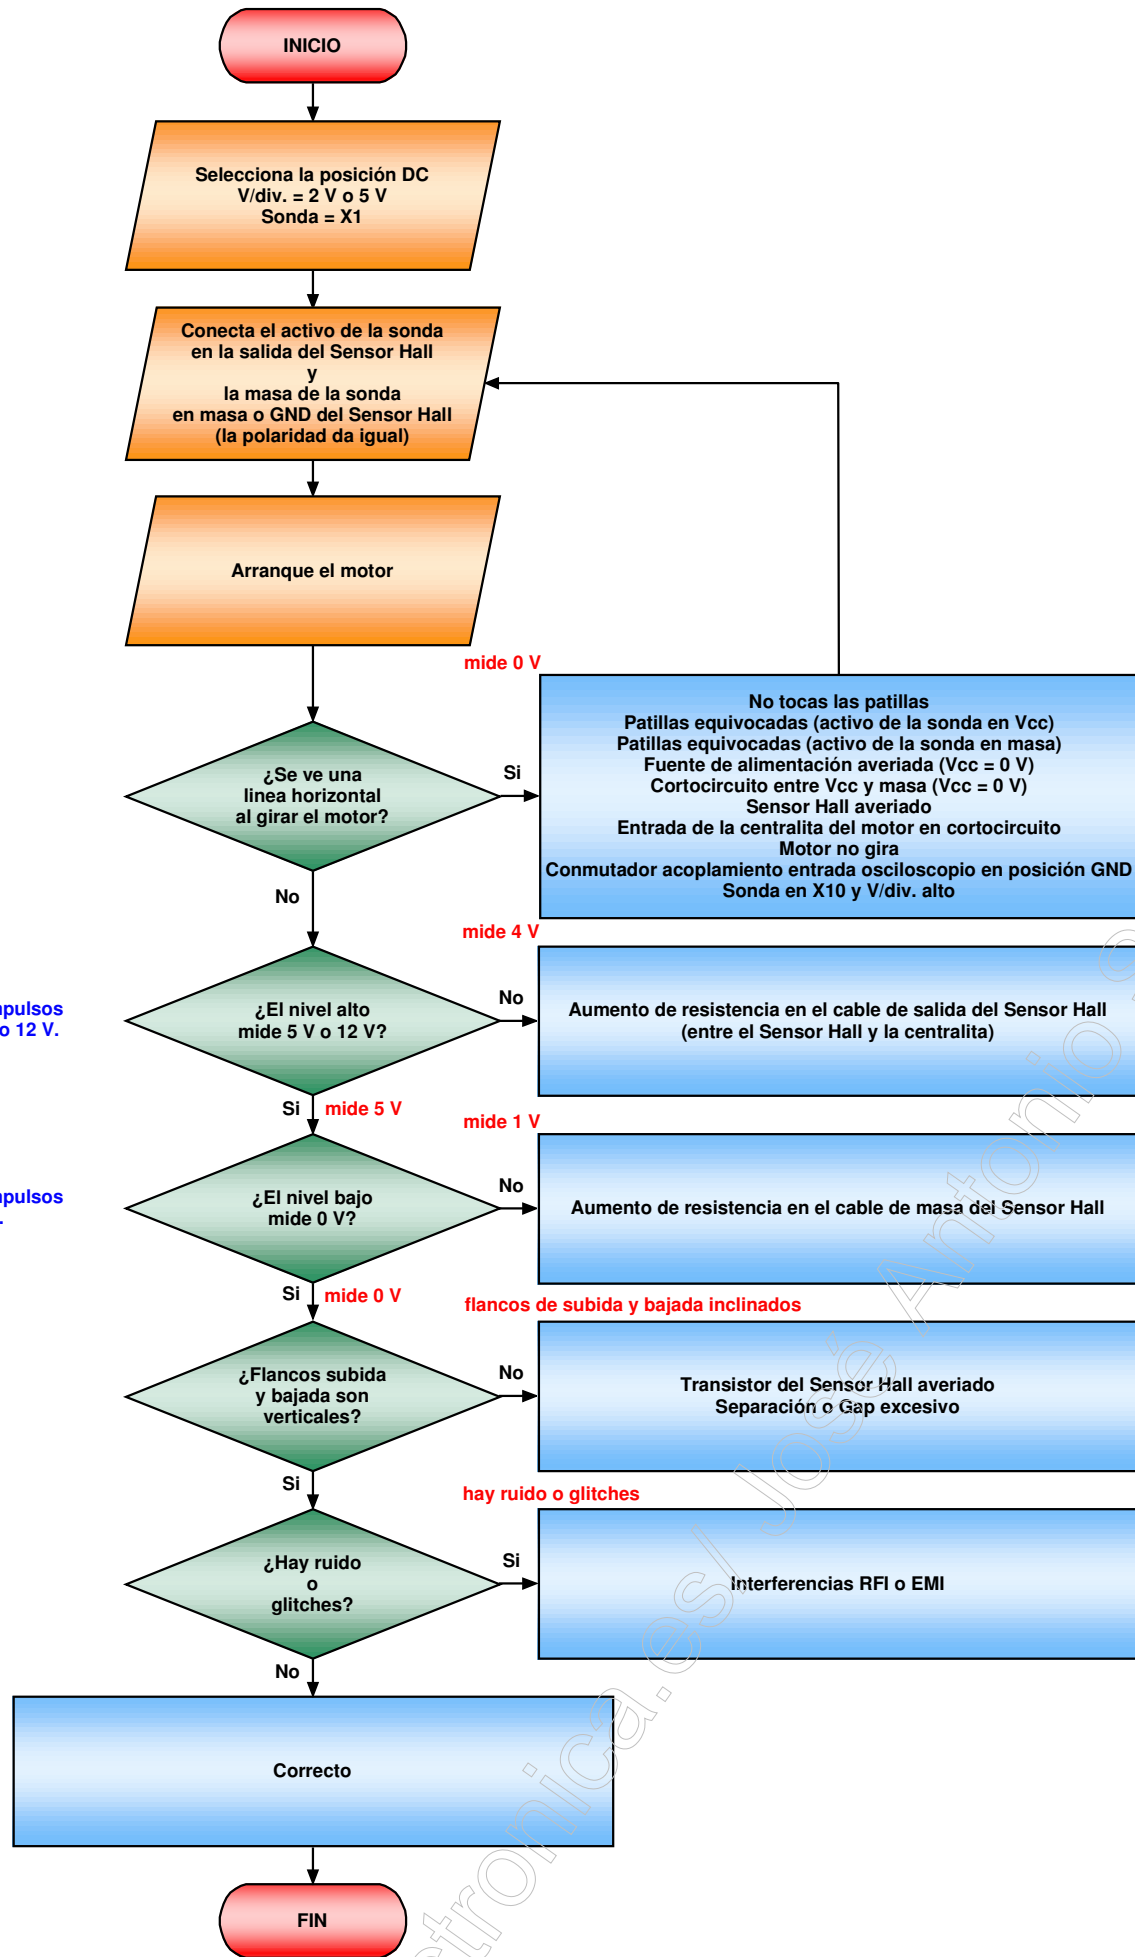 INICIO
Selecciona la posición DC
V/div. = 2 V o 5 V
Sonda = X1
Conecta el activo de la sonda
en la salida del Sensor Hall
y
la masa de la sonda
en masa o GND del Sensor Hall
(la polaridad da igual)
Arranque el motor
mide 0 V
¿Se ve una
linea horizontal
al girar el motor?
Si
No
No tocas las patillas
Patillas equivocadas (activo de la sonda en Vcc)
Patillas equivocadas (activo de la sonda en masa)
Fuente de alimentación averiada (Vcc = 0 V)
Cortocircuito entre Vcc y masa (Vcc = 0 V)
Sensor Hall averiado
Entrada de la centralita del motor en cortocircuito
Motor no gira
Conmutador acoplamiento entrada osciloscopio en posición GND
Sonda en X10 y V/div. alto
mide 4 V
o 12 V.
¿El nivel alto
mide 5 V o 12 V?
No
Si
mide 5 V
Aumento de resistencia en el cable de salida del Sensor Hall
(entre el Sensor Hall y la centralita)
mide 1 V
¿El nivel bajo
mide 0 V?
No
Si
mide 0 V
Aumento de resistencia en el cable de masa del Sensor Hall
flancos de subida y bajada inclinados
¿Flancos subida
y bajada son
verticales?
No
Si
Transistor del Sensor Hall averiado
Separación o Gap excesivo
hay ruido o glitches
¿Hay ruido
o
glitches?
Si
No
Interferencias RFI o EMI
Correcto
FIN
José Antonio